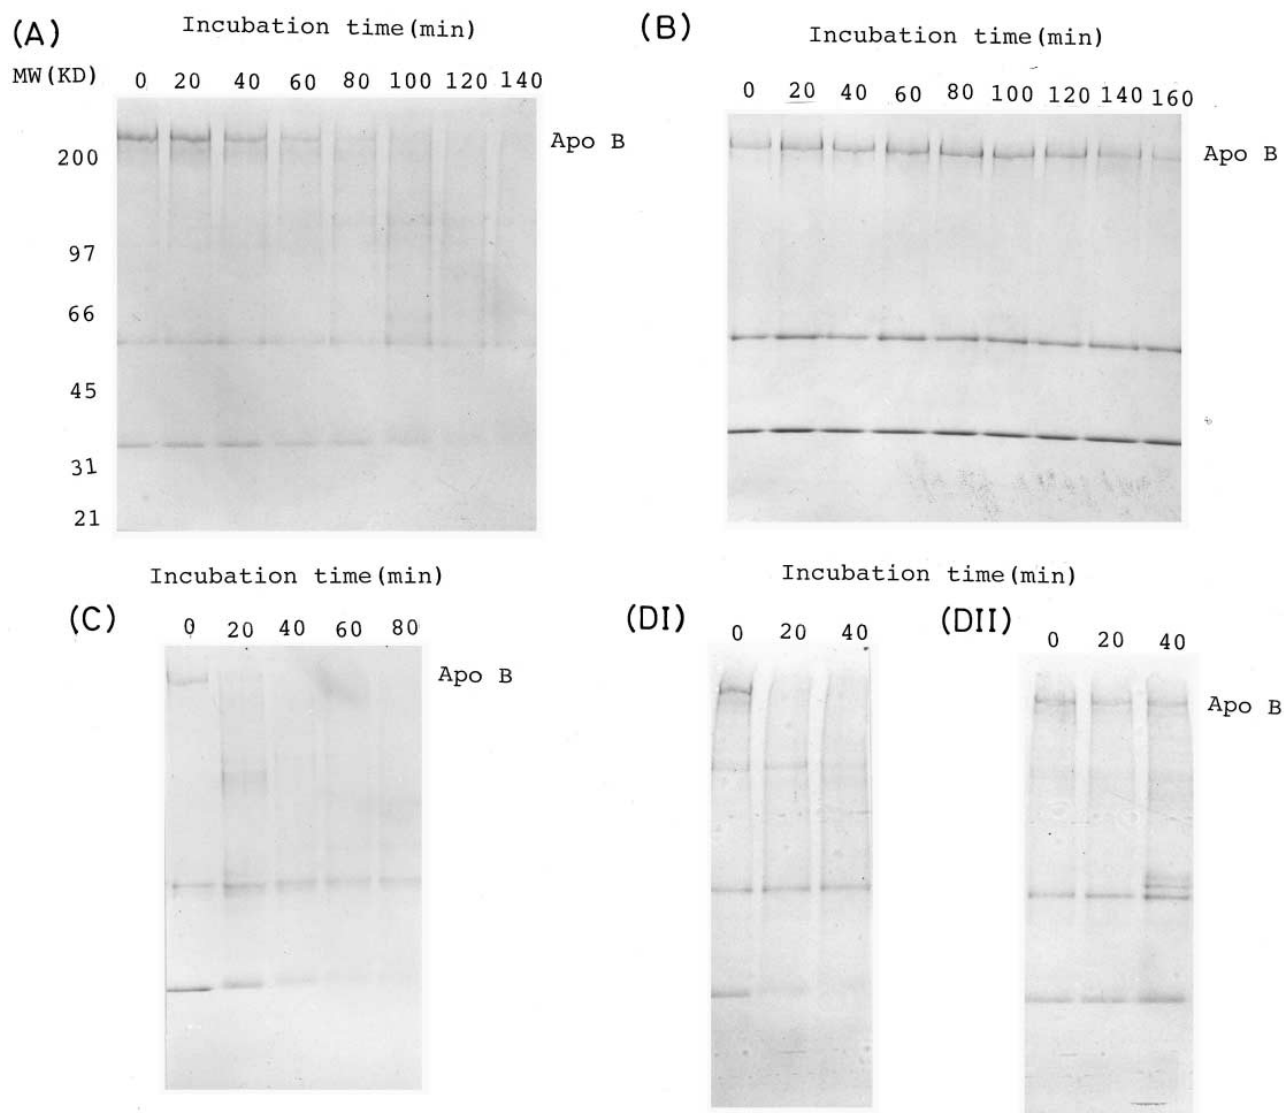 (A) Incubation time(min)
MW(KD) 0 20 40 60 80 100 120 140
Apo B
200
97
66
45
31
21
(B) Incubation time(min)
0 20 40 60 80 100 120 140 160
Apo B
Incubation time(min)
(C) 0 20 40 60 80
Apo B
Incubation time(min)
(DI) 0 20 40
(DII) 0 20 40
Apo B